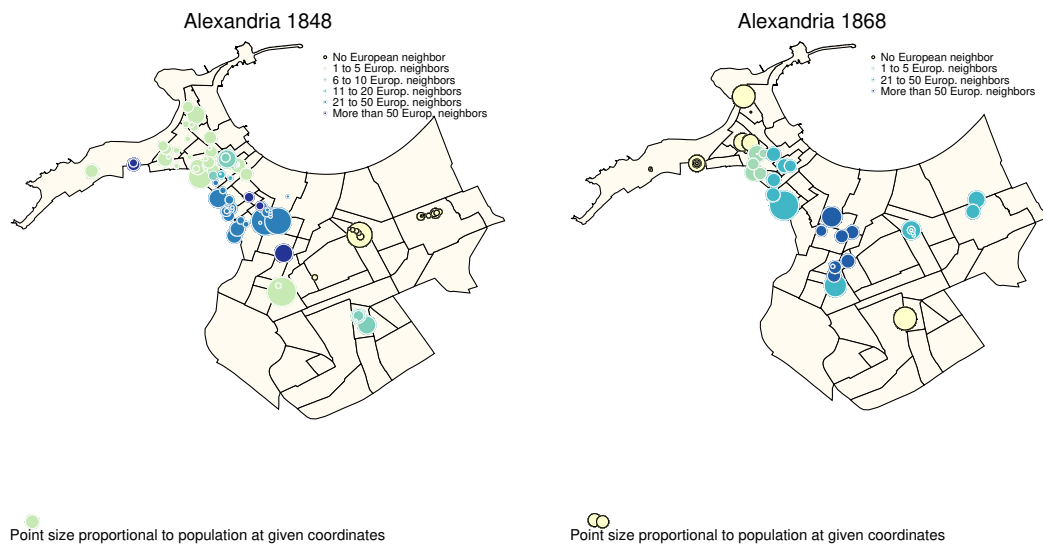 Alexandria 1848
No European neighbor
1 to 5 Europ. neighbors
6 to 10 Europ. neighbors
11 to 20 Europ. neighbors
21 to 50 Europ. neighbors
More than 50 Europ. neighbors
Point size proportional to population at given coordinates
Alexandria 1868
No European neighbor
1 to 5 Europ. neighbors
21 to 50 Europ. neighbors
More than 50 Europ. neighbors
Point size proportional to population at given coordinates